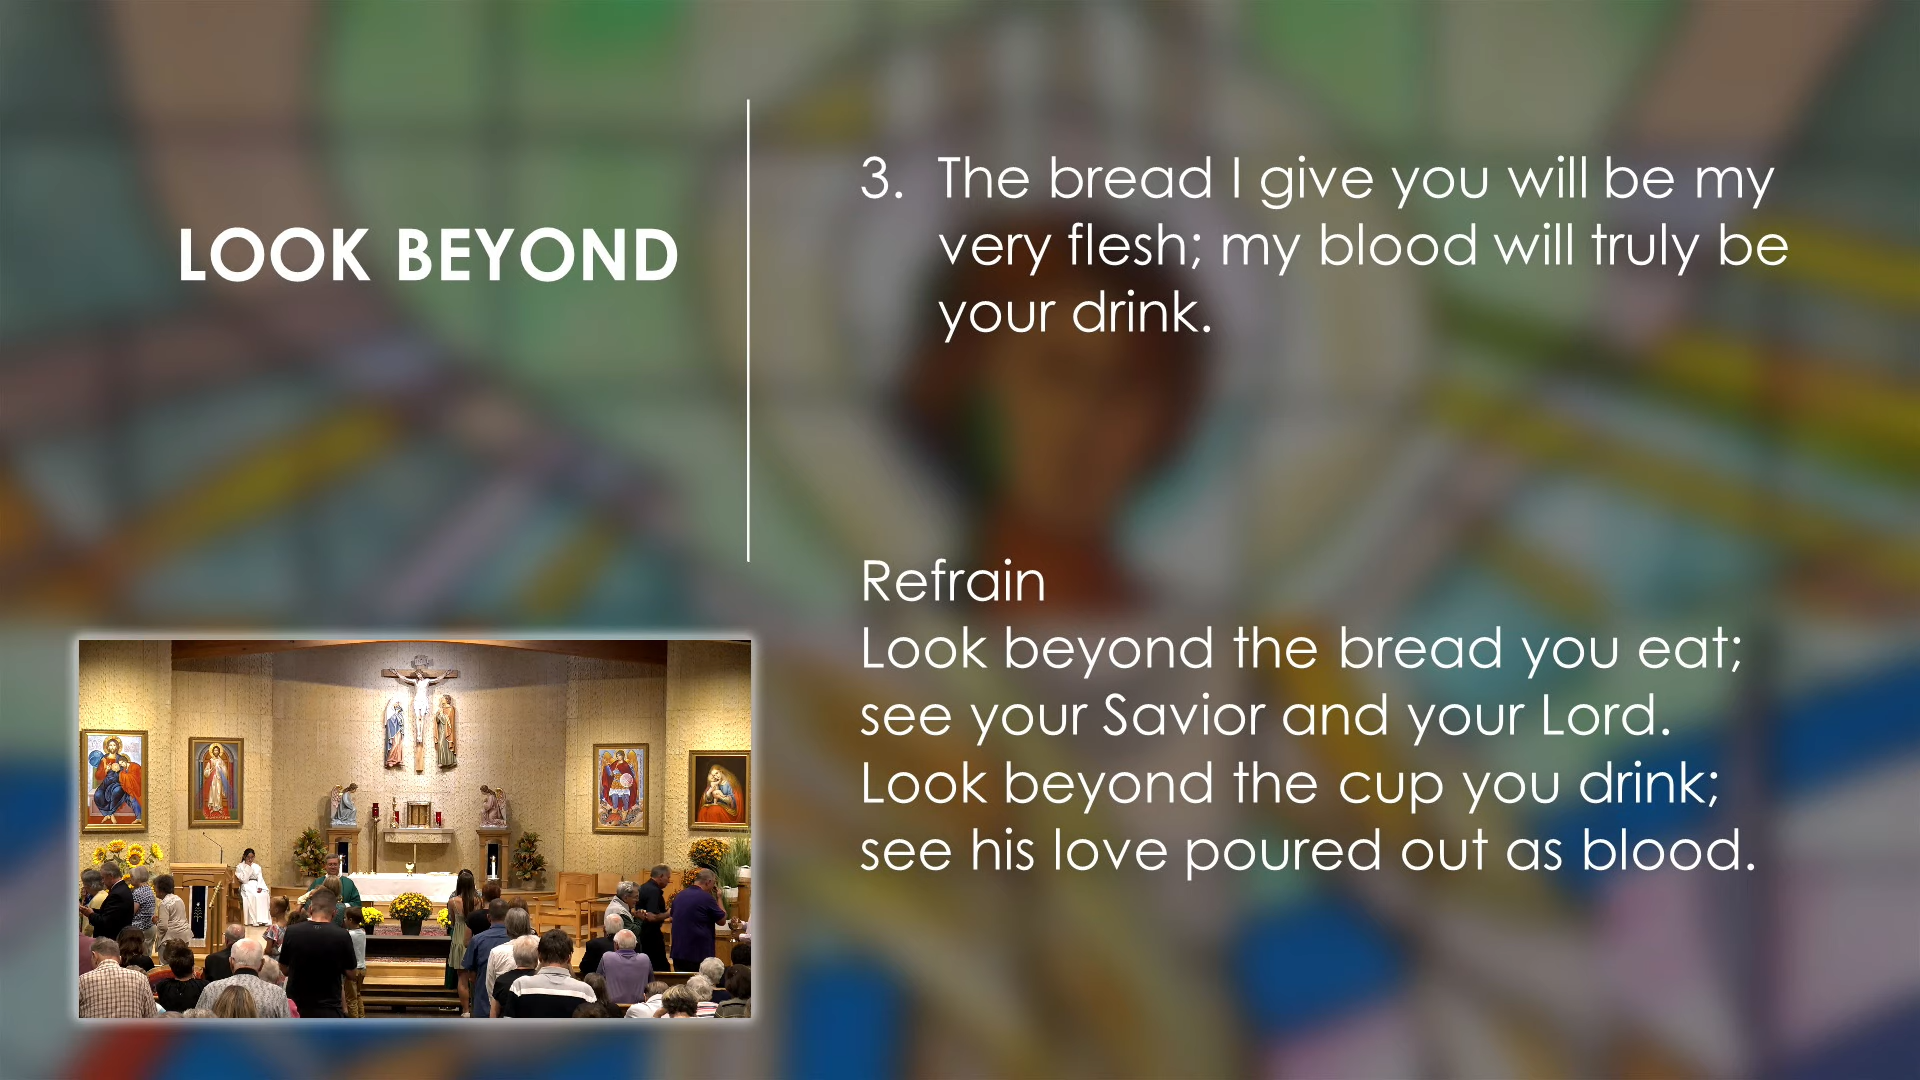 LOOK BEYOND
3. The bread I give you will be my
very flesh; my blood will truly be
your drink.
Refrain
Look beyond the bread you eat;
see your Savior and your Lord.
Look beyond the cup you drink;
see his love poured out as blood.